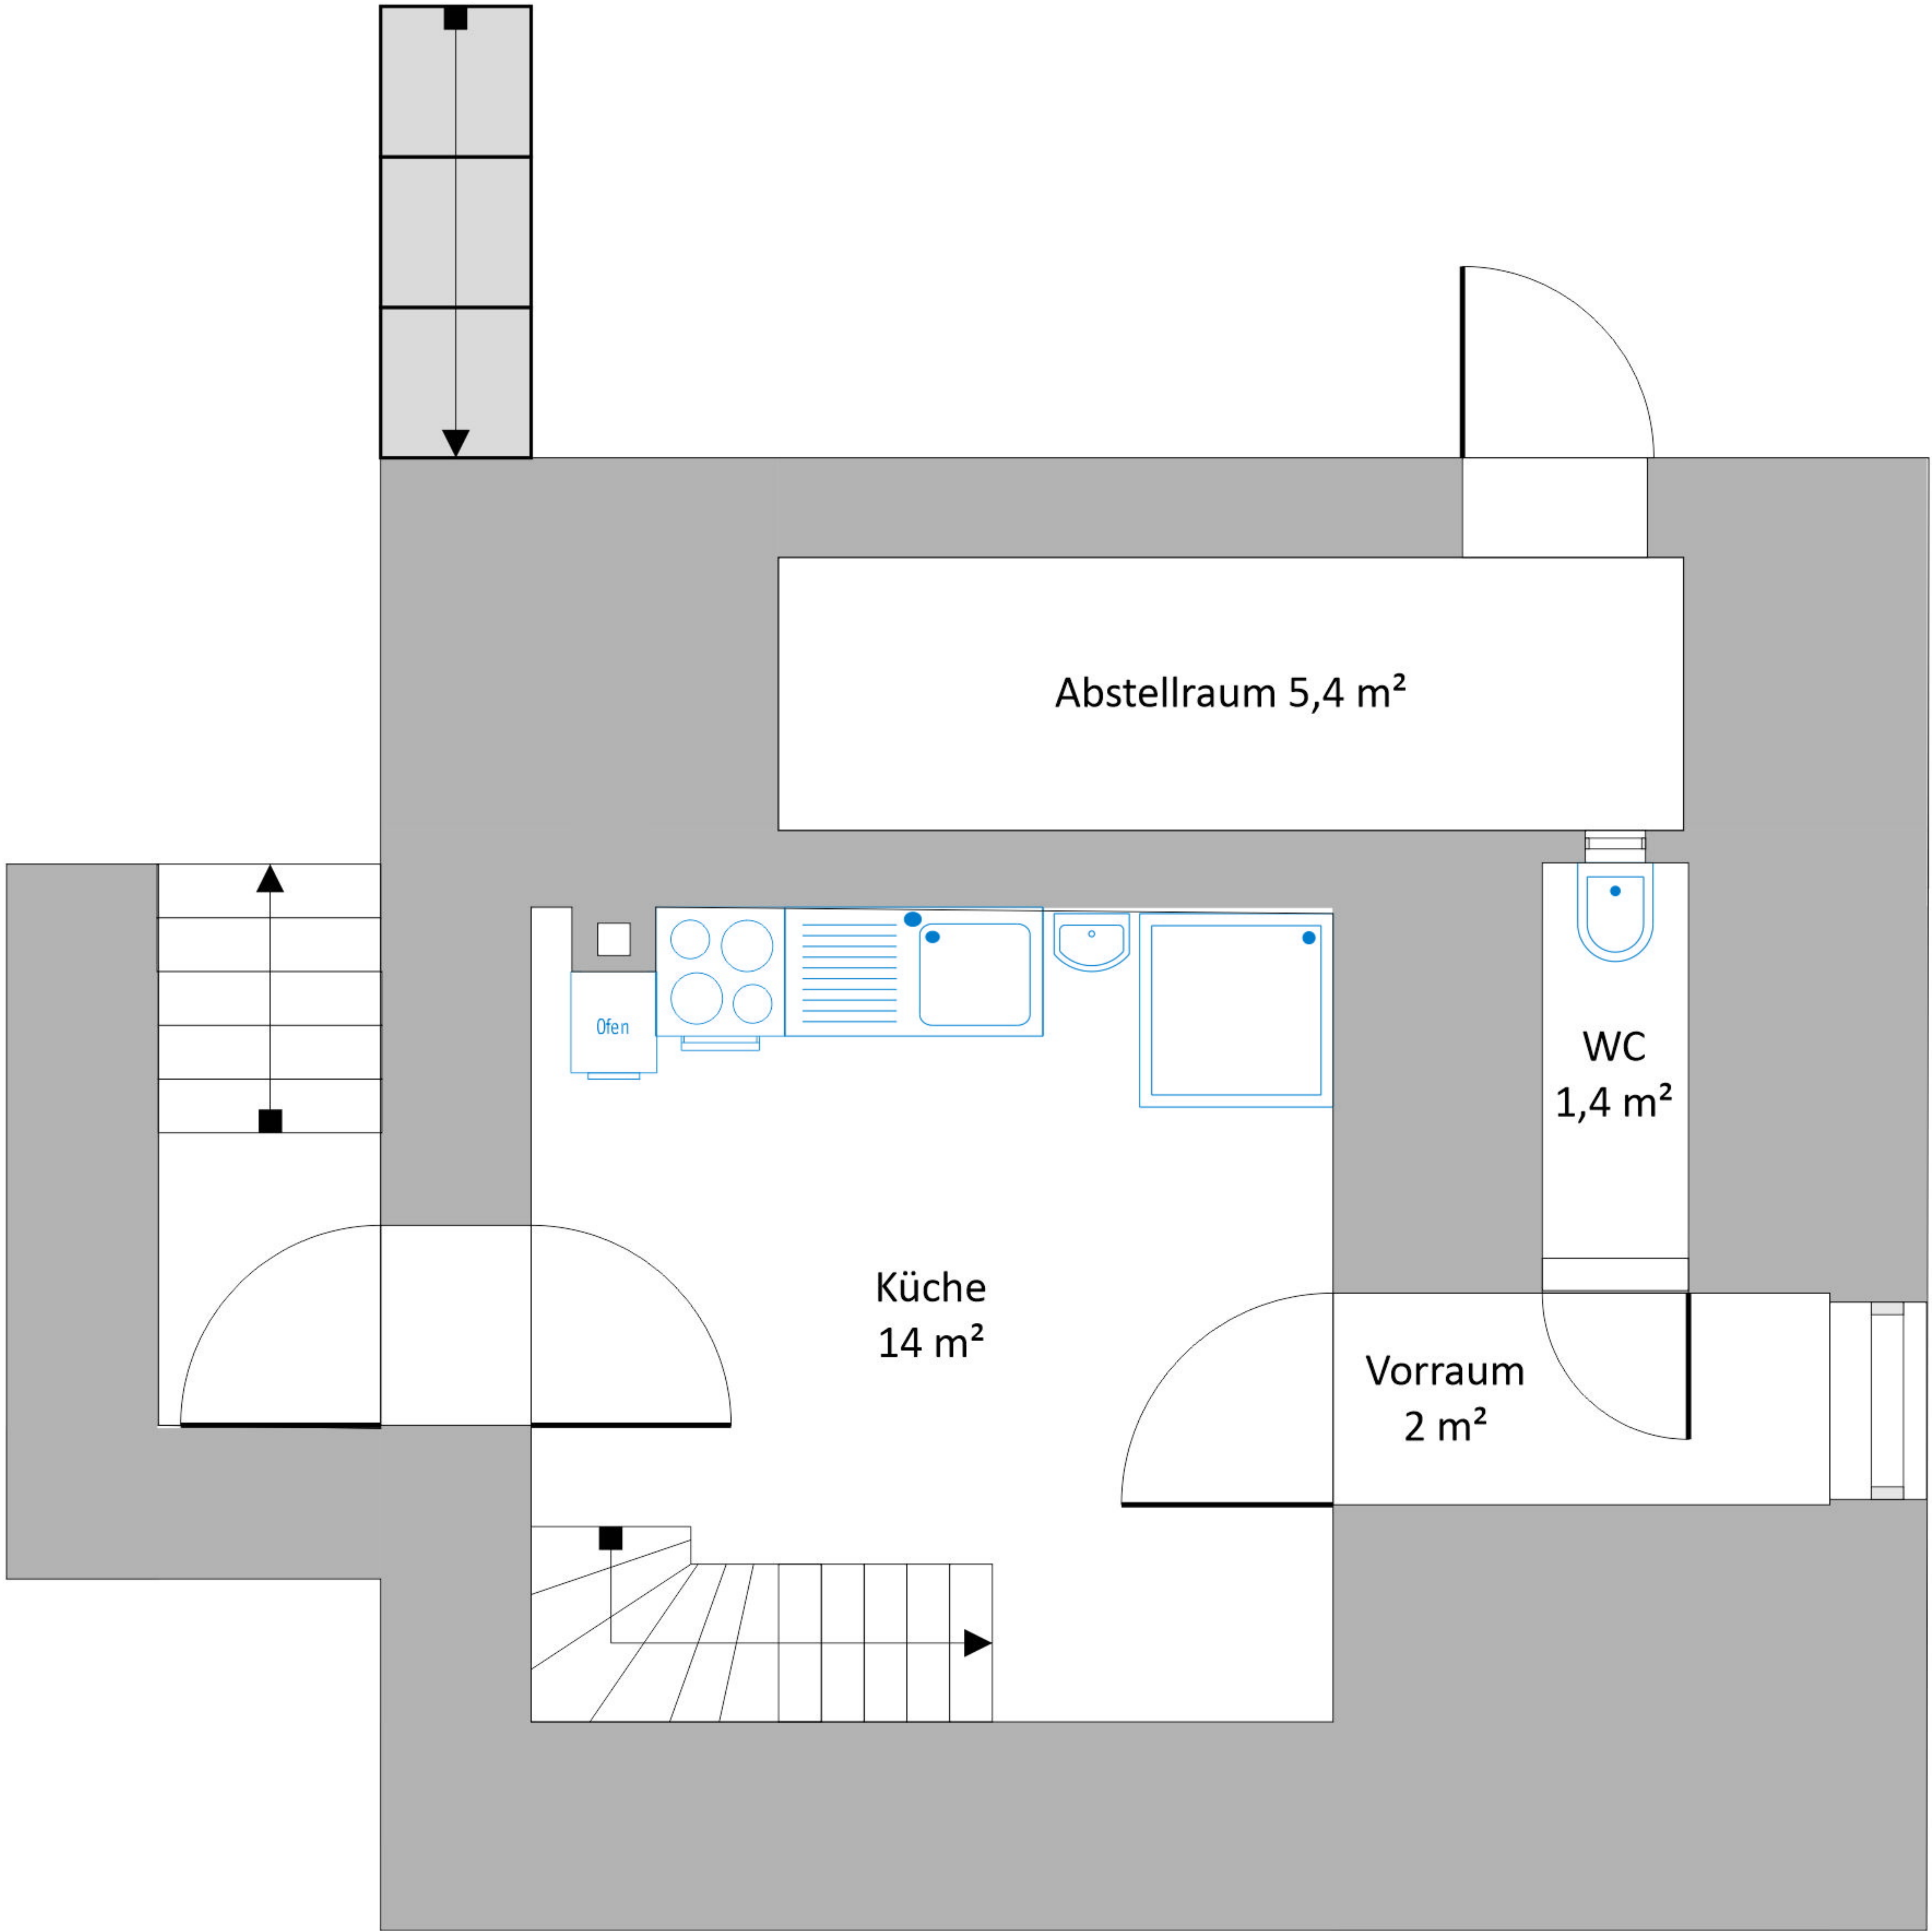 Abstellraum 5,4 m²
Ofen
WC
1,4 m²
Küche
14 m²
Vorraum
2 m²